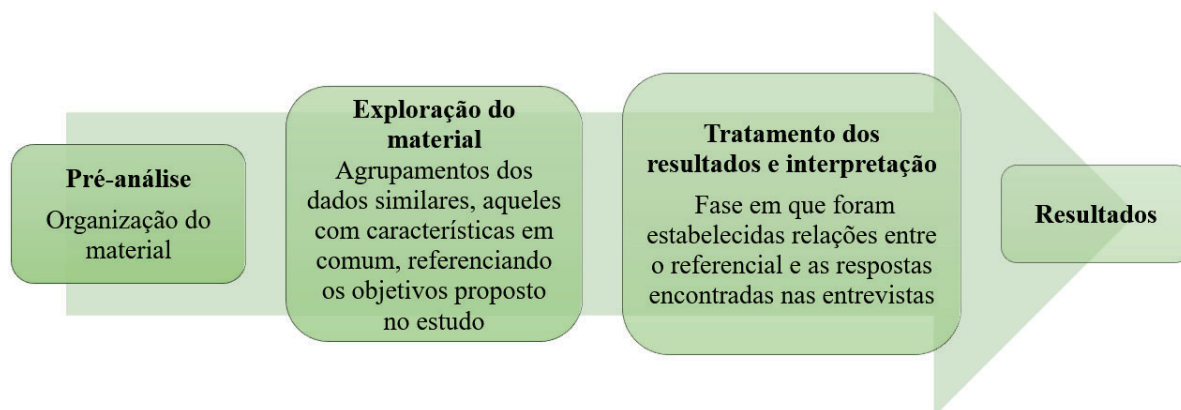 Pré-análise
Organização do
material
Exploração do
material
Agrupamentos dos
dados similares, aqueles
com características em
comum, referenciando
os objetivos proposto
no estudo
Tratamento dos
resultados e interpretação
Fase em que foram
estabelecidas relações entre
o referencial e as respostas
encontradas nas entrevistas
Resultados